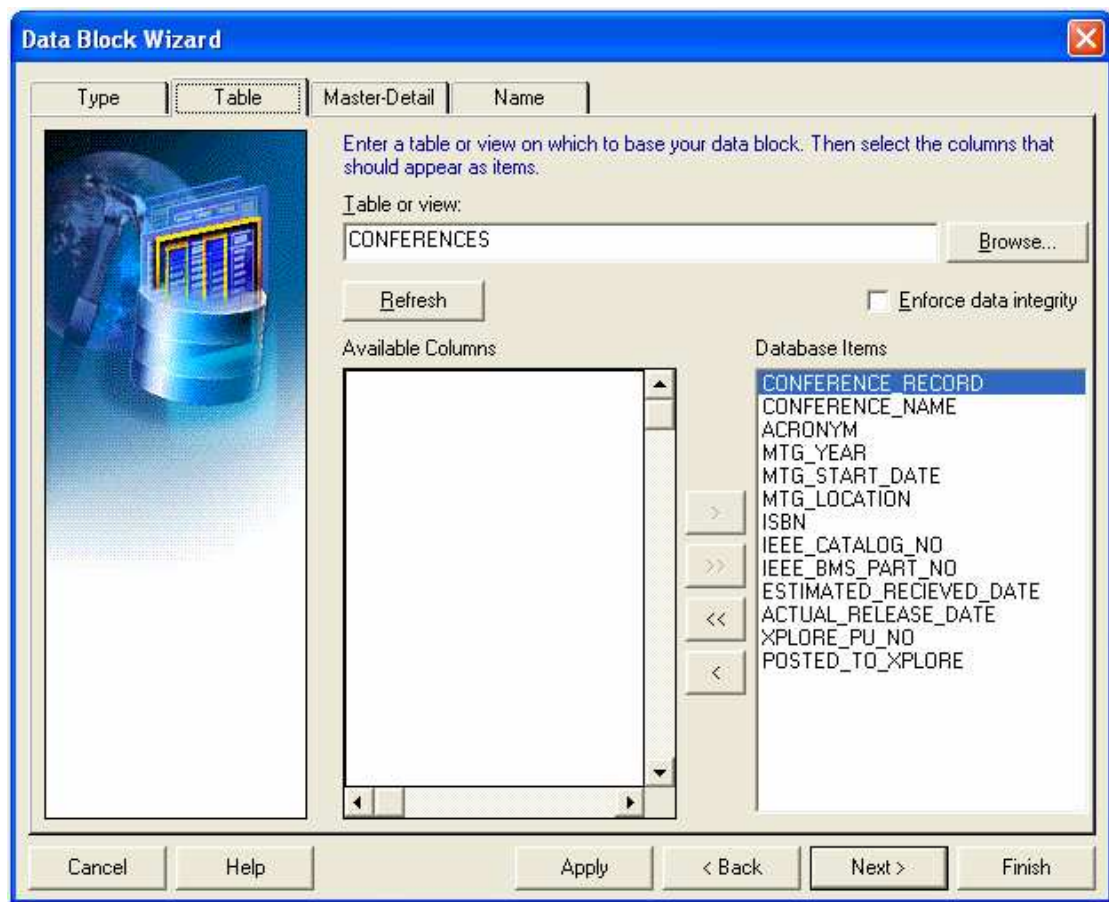 Data Block Wizard
Type Table Master-Detail Name
Enter a table or view on which to base your data block. Then select the columns that
should appear as items.
Table or view:
CONFERENCES
Browse...
Refresh
Enforce data integrity
Available Columns
Database Items
CONFERENCE_RECORD
CONFERENCE_NAME
ACRONYM
MTG_YEAR
MTG_START_DATE
MTG_LOCATION
ISBN
IEEE_CATALOG_NO
IEEE_BMS_PART_NO
ESTIMATED_RECIEVED_DATE
ACTUAL_RELEASE_DATE
XPLORE_PU_NO
POSTED_TO_XPLORE
>
>>
<<
<
Cancel Help Apply < Back Next > Finish